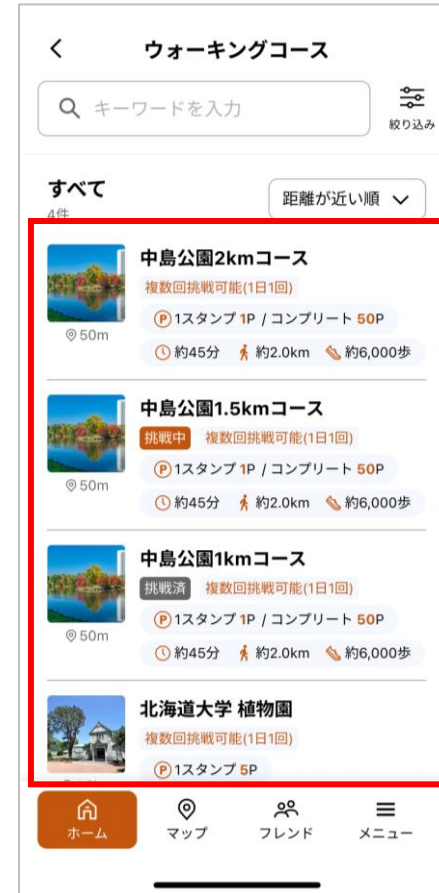 ウォーキングコース
キーワードを入力
絞り込み
すべて
4件
距離が近い順
中島公園2kmコース
複数回挑戦可能(1日1回)
P 1スタンプ 1P / コンプリート 50P
50m
約45分 約2.0km 約6,000歩
中島公園1.5kmコース
挑戦中 複数回挑戦可能(1日1回)
P 1スタンプ 1P / コンプリート 50P
50m
約45分 約2.0km 約6,000歩
中島公園1kmコース
挑戦済 複数回挑戦可能(1日1回)
P 1スタンプ 1P / コンプリート 50P
50m
約45分 約2.0km 約6,000歩
北海道大学 植物園
複数回挑戦可能(1日1回)
P 1スタンプ 5P
ホーム マップ フレンド メニュー